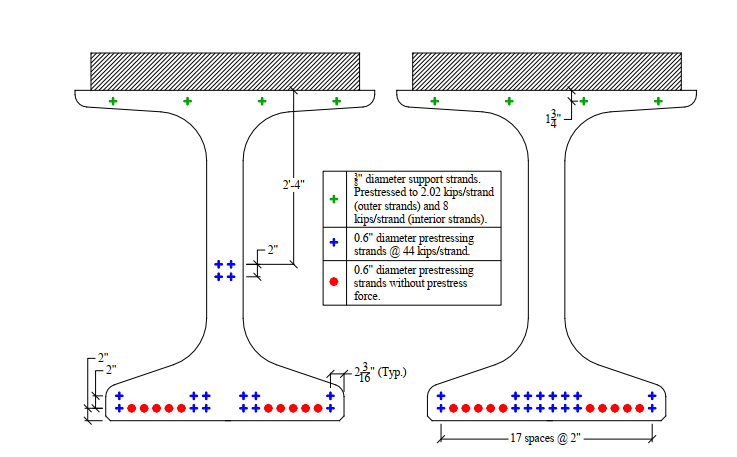 1 3/4"
2'-4"
3/8" diameter support strands.
Prestressed to 2.02 kips/strand
(outer strands) and 8
kips/strand (interior strands).
0.6" diameter prestressing
strands @ 44 kips/strand.
0.6" diameter prestressing
strands without prestress
force.
2"
2"
2"
2 3/16" (Typ.)
17 spaces @ 2"